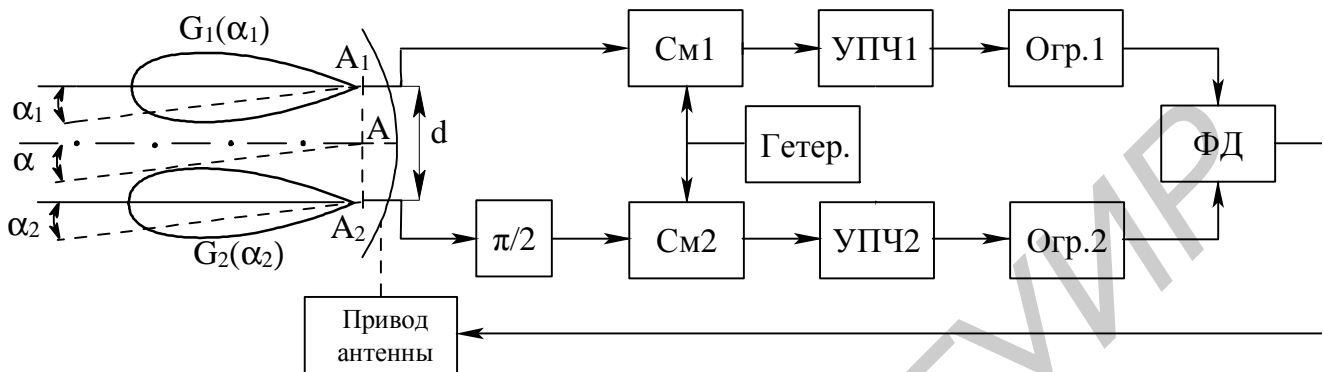 G₁(α₁)
A₁
См1
УПЧ1
Огр.1
α₁
A
d
Гетер.
ФД
α
α₂
A₂
G₂(α₂)
π/2
См2
УПЧ2
Огр.2
Привод
антенны
ГУИР